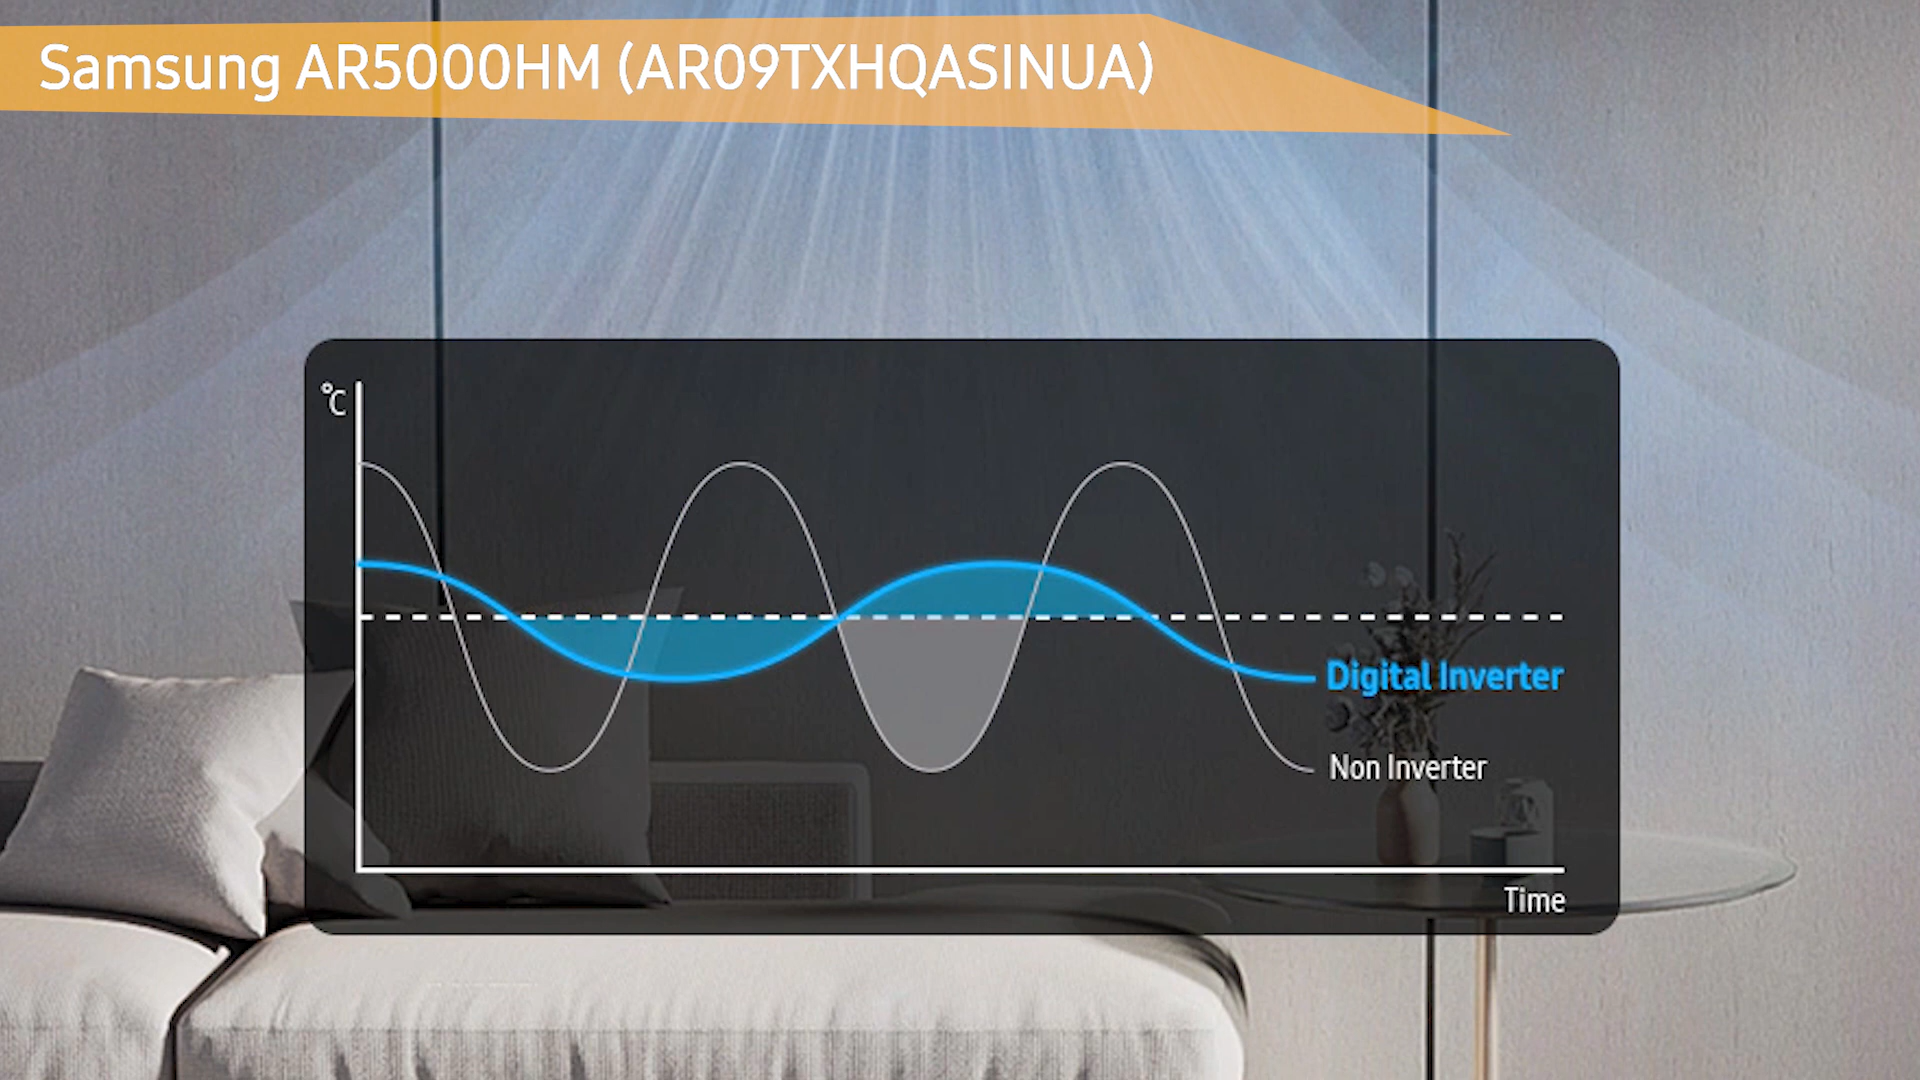 Samsung AR5000HM (AR09TXHQASINUA)
℃
Digital Inverter
Non Inverter
Time